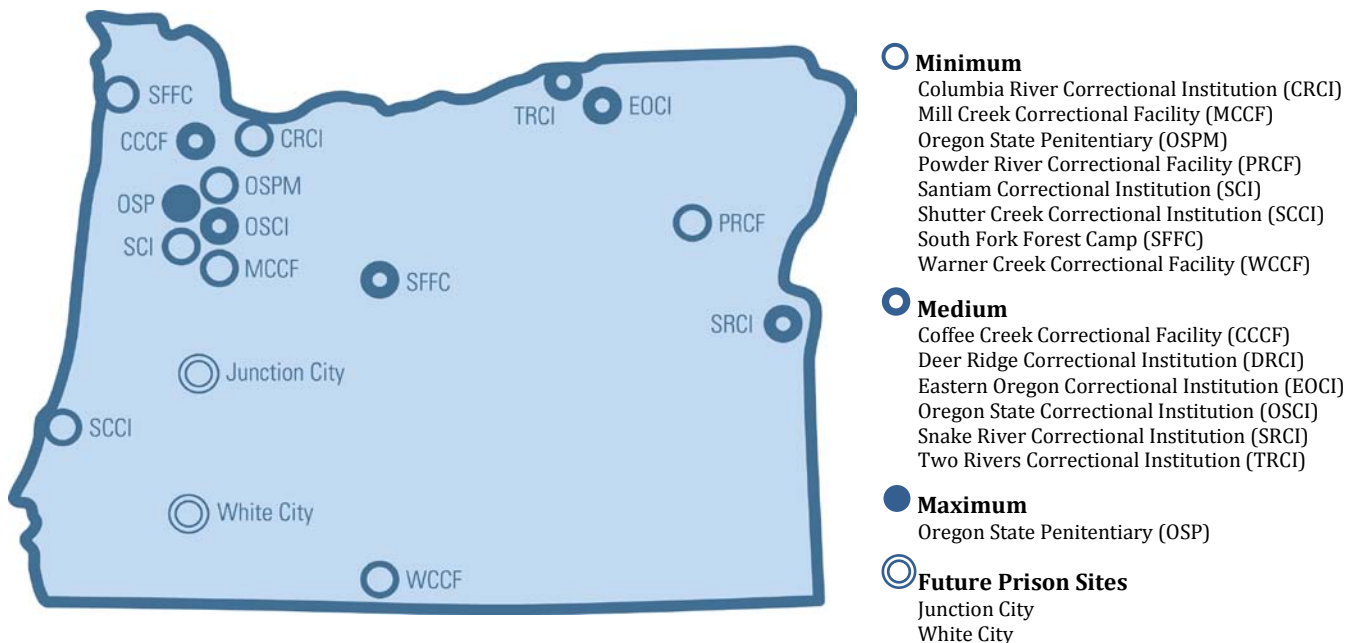 SFFC
CCCF
CRCI
TRCI
EOCI
OSPM
OSP
OSCI
SCI
MCCF
PRCF
SFFC
SRCI
Junction City
SCCI
White City
WCCF
Minimum
Columbia River Correctional Institution (CRCI)
Mill Creek Correctional Facility (MCCF)
Oregon State Penitentiary (OSPM)
Powder River Correctional Facility (PRCF)
Santiam Correctional Institution (SCI)
Shutter Creek Correctional Institution (SCCI)
South Fork Forest Camp (SFFC)
Warner Creek Correctional Facility (WCCF)
Medium
Coffee Creek Correctional Facility (CCCF)
Deer Ridge Correctional Institution (DRCI)
Eastern Oregon Correctional Institution (EOCI)
Oregon State Correctional Institution (OSCI)
Snake River Correctional Institution (SRCI)
Two Rivers Correctional Institution (TRCI)
Maximum
Oregon State Penitentiary (OSP)
Future Prison Sites
Junction City
White City